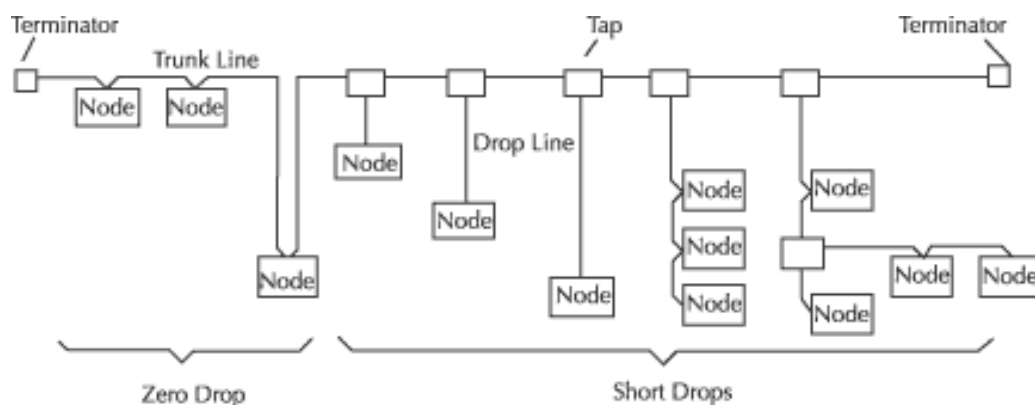 Terminator
Tap
Terminator
Trunk Line
Node
Node
Drop Line
Node
Node
Node
Node
Node
Node
Node
Node
Node
Node
Node
Node
Zero Drop
Short Drops